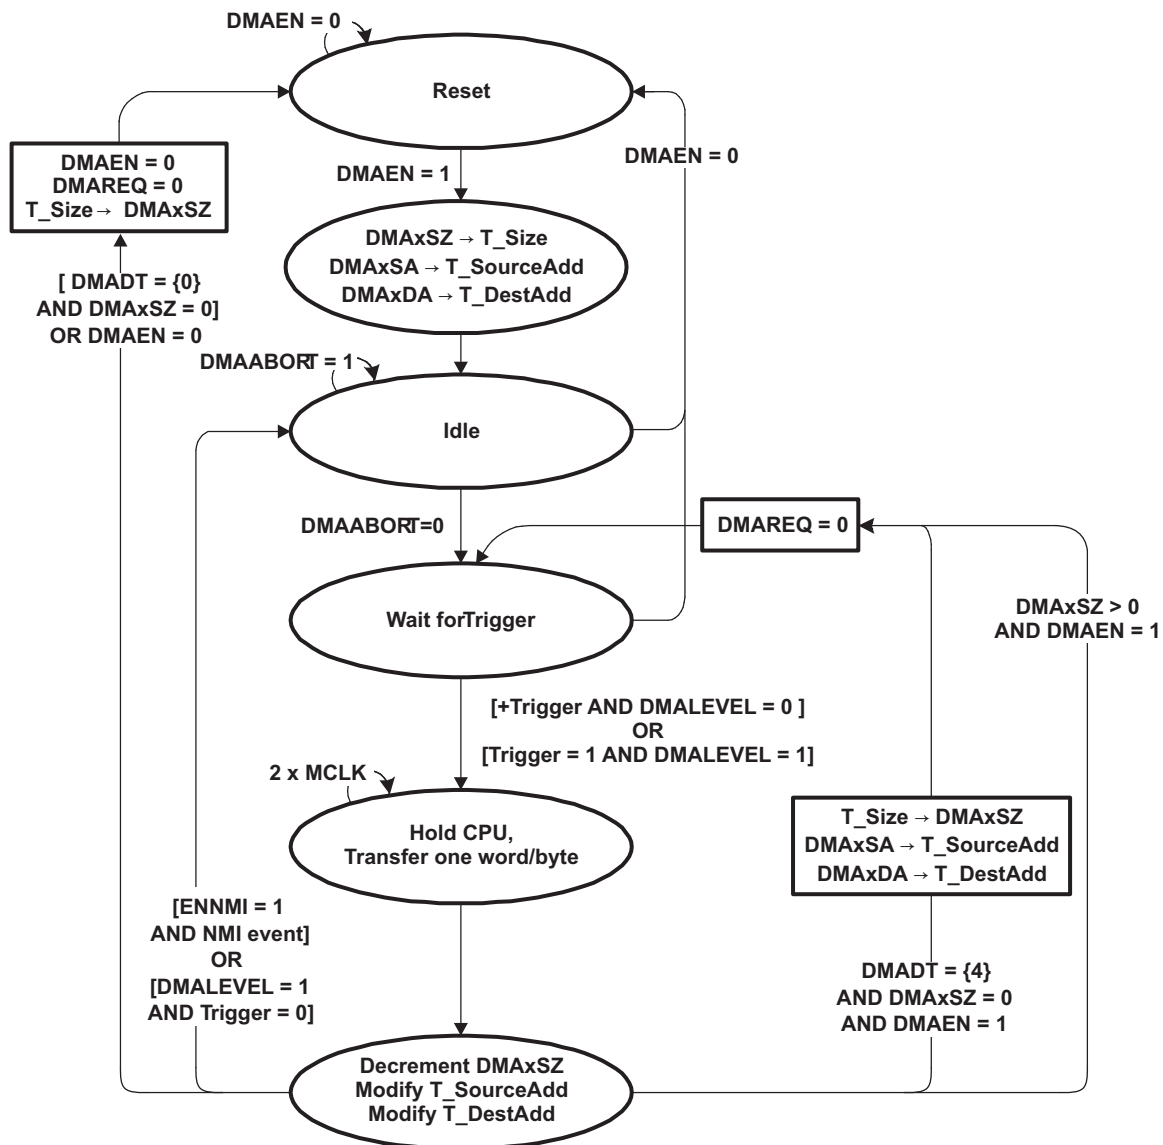 DMAEN = 0
Reset
DMAEN = 0
DMAREQ = 0
T_Size → DMAxSZ
DMAEN = 1
DMAEN = 0
DMAxSZ → T_Size
DMAxSA → T_SourceAdd
DMAxDA → T_DestAdd
[ DMADT = {0}
AND DMAxSZ = 0]
OR DMAEN = 0
DMAABORT = 1
Idle
DMAABORT=0
DMAREQ = 0
Wait forTrigger
DMAxSZ > 0
AND DMAEN = 1
[+Trigger AND DMALEVEL = 0 ]
OR
[Trigger = 1 AND DMALEVEL = 1]
2 x MCLK
Hold CPU,
Transfer one word/byte
T_Size → DMAxSZ
DMAxSA → T_SourceAdd
DMAxDA → T_DestAdd
[ENNMI = 1
AND NMI event]
OR
[DMALEVEL = 1
AND Trigger = 0]
DMADT = {4}
AND DMAxSZ = 0
AND DMAEN = 1
Decrement DMAxSZ
Modify T_SourceAdd
Modify T_DestAdd